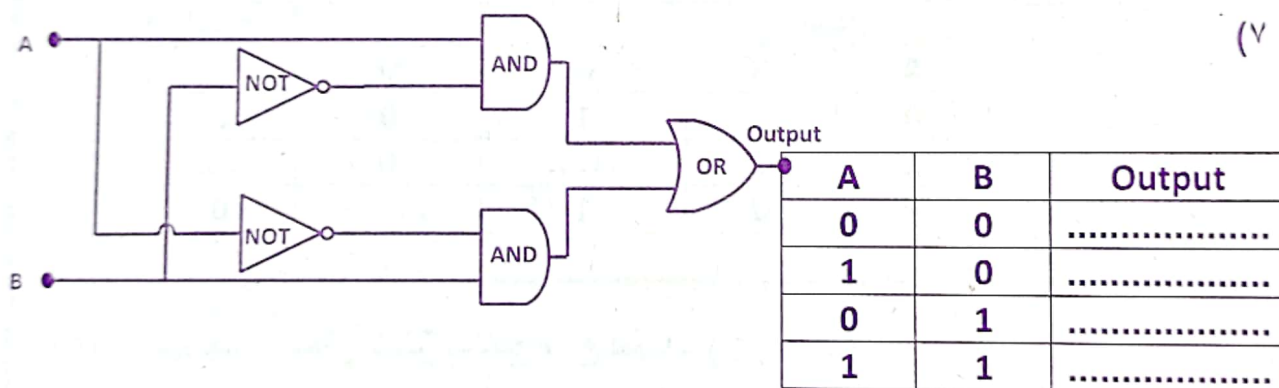 (٧
A
NOT
AND
Output
OR
NOT
AND
B
A B Output
0 0 ..................
1 0 ..................
0 1 ..................
1 1 ..................